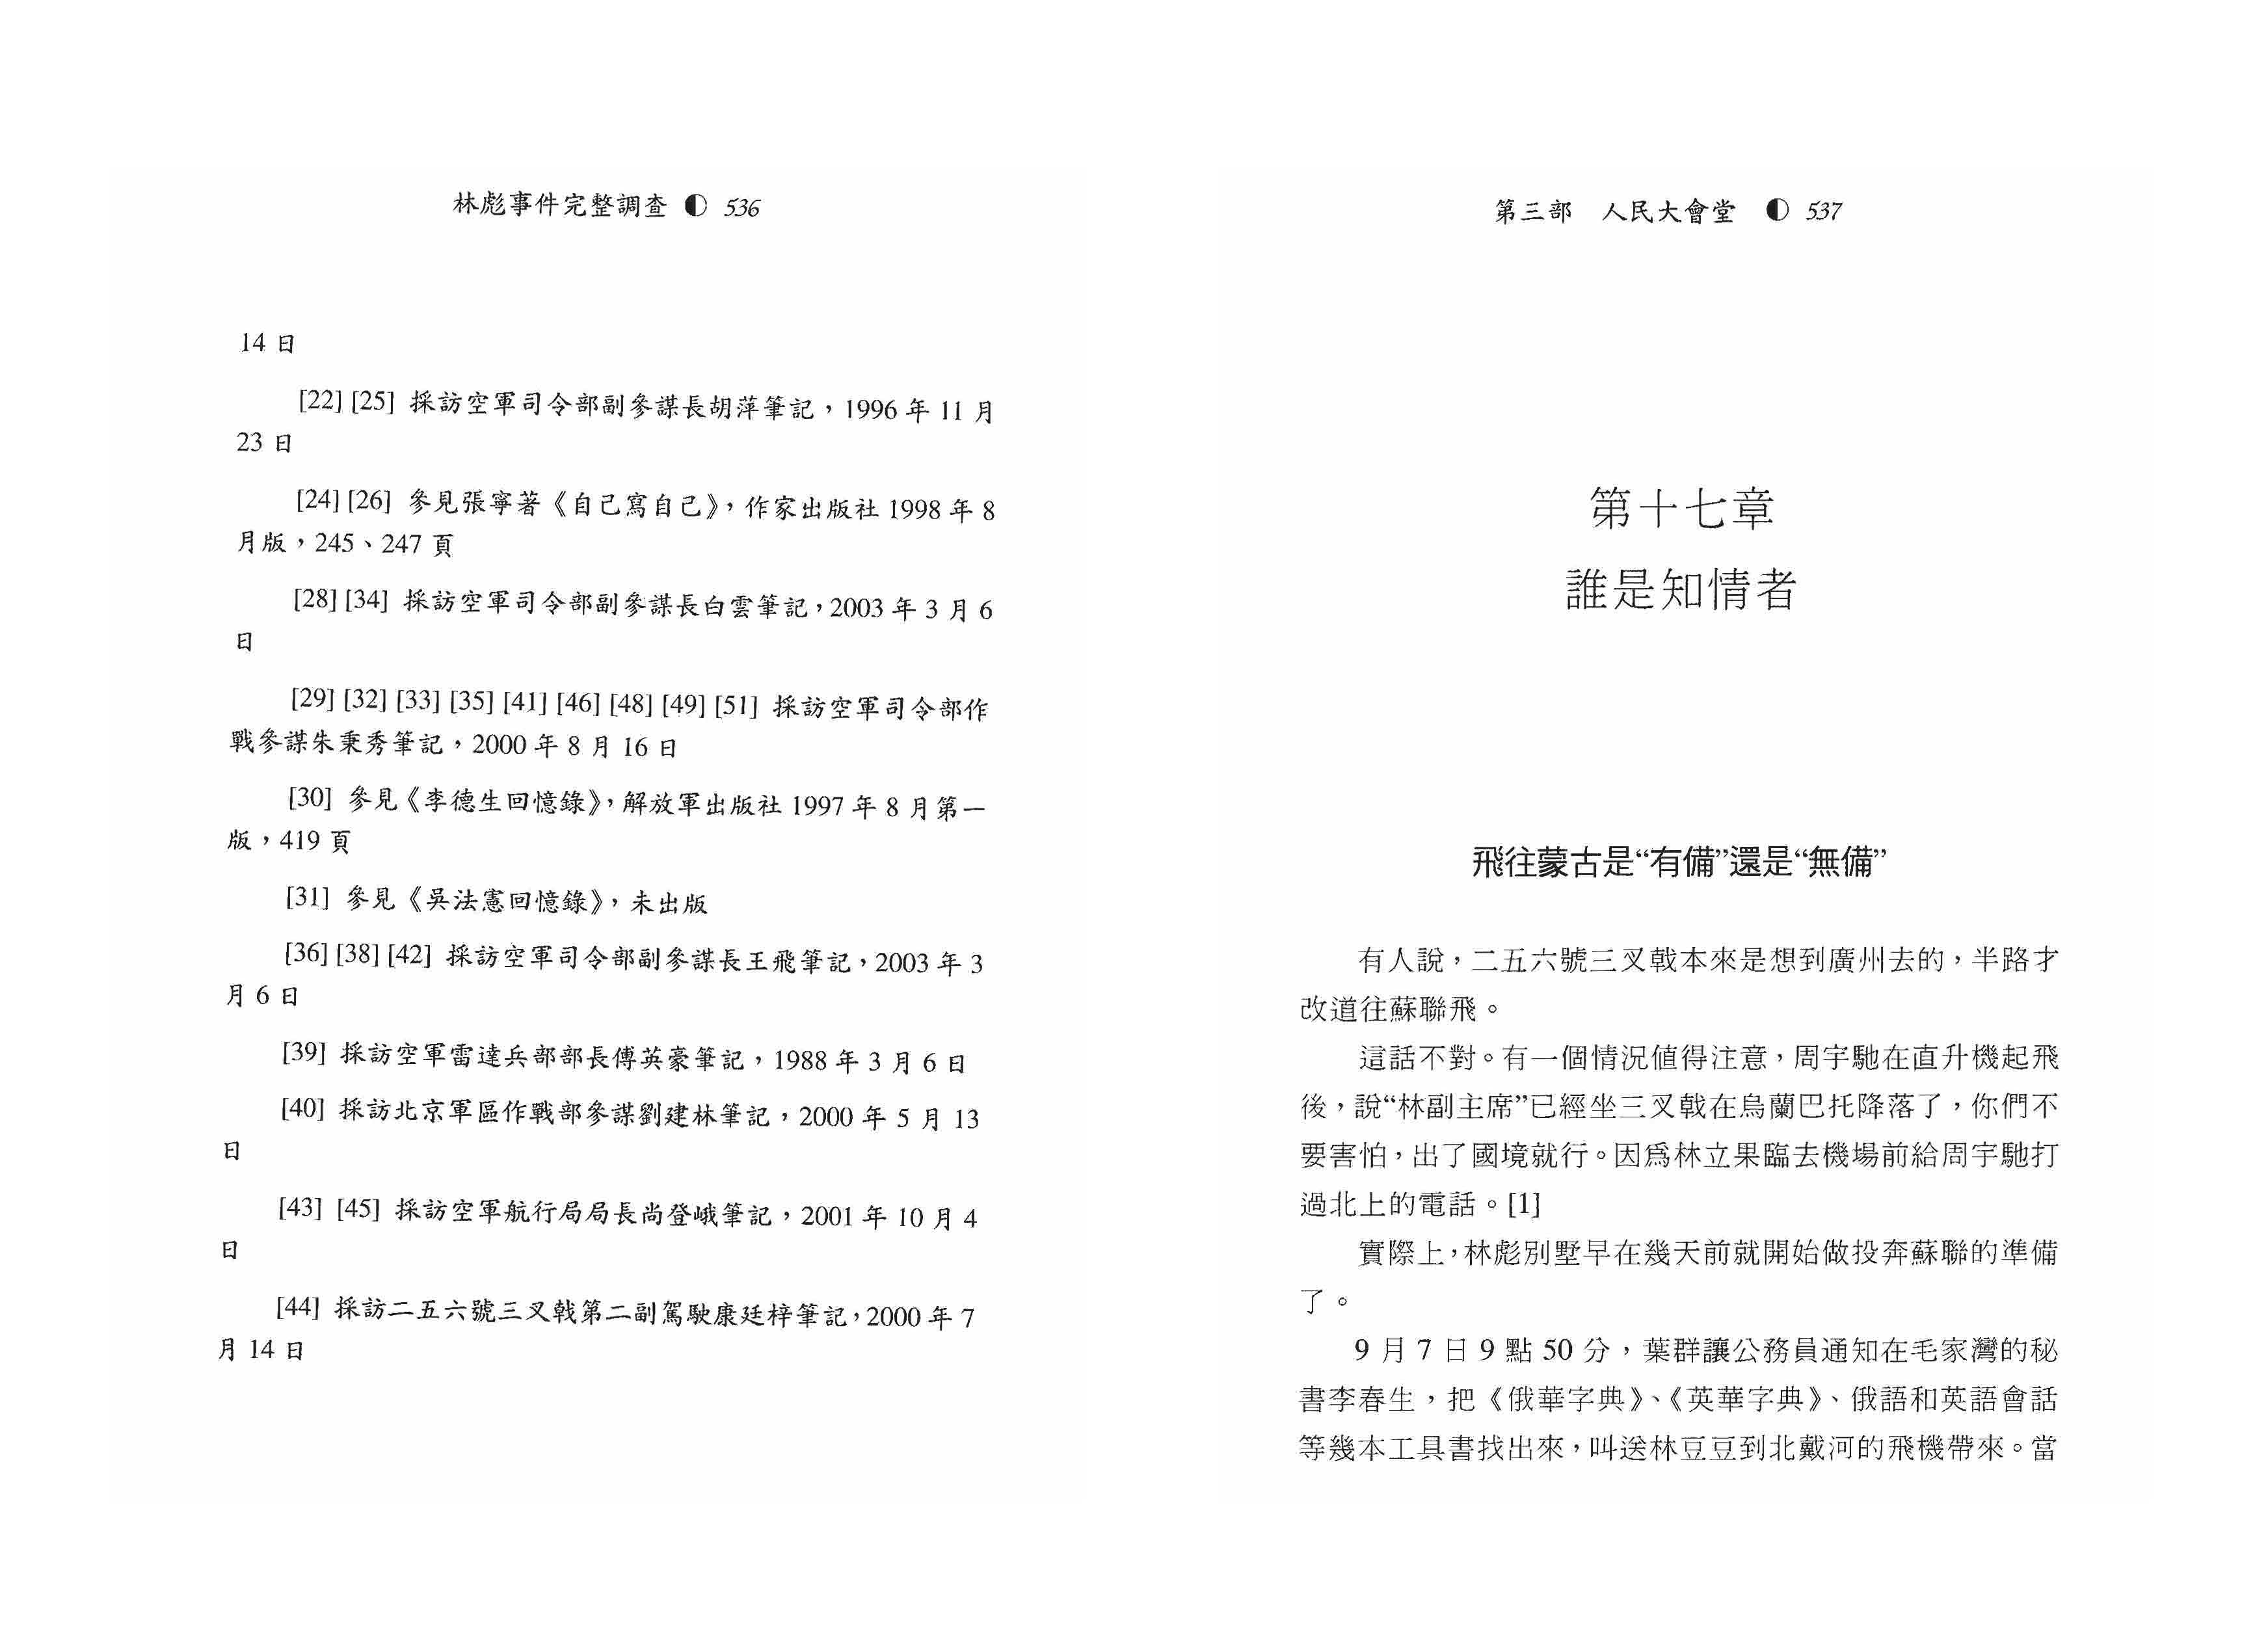 林彪事件完整調查 ◐ 536
14 日
[22] [25] 採訪空軍司令部副參謀長胡萍筆記，1996 年 11 月
23 日
[24] [26] 參見張寧著《自己寫自己》，作家出版社 1998 年 8
月版，245、247 頁
[28] [34] 採訪空軍司令部副參謀長白雲筆記，2003 年 3 月 6
日
[29] [32] [33] [35] [41] [46] [48] [49] [51] 採訪空軍司令部作
戰參謀朱秉秀筆記，2000 年 8 月 16 日
[30] 參見《李德生回憶錄》，解放軍出版社 1997 年 8 月第一
版，419 頁
[31] 參見《吳法憲回憶錄》，未出版
[36] [38] [42] 採訪空軍司令部副參謀長王飛筆記，2003 年 3
月 6 日
[39] 採訪空軍雷達兵部部長傅英豪筆記，1988 年 3 月 6 日
[40] 採訪北京軍區作戰部參謀劉建林筆記，2000 年 5 月 13
日
[43] [45] 採訪空軍航行局局長尚登峨筆記，2001 年 10 月 4
日
[44] 採訪二五六號三叉戟第二副駕駛康廷梓筆記，2000 年 7
月 14 日
第三部 人民大會堂 ◐ 537
第十七章
誰是知情者
飛往蒙古是“有備”還是“無備”
有人說，二五六號三叉戟本來是想到廣州去的，半路才
改道往蘇聯飛。
這話不對。有一個情況値得注意，周宇馳在直升機起飛
後，說“林副主席”已經坐三叉戟在烏蘭巴托降落了，你們不
要害怕，出了國境就行。因爲林立果臨去機場前給周宇馳打
過北上的電話。[1]
實際上，林彪別墅早在幾天前就開始做投奔蘇聯的準備
了。
9 月 7 日 9 點 50 分，葉群讓公務員通知在毛家灣的秘
書李春生，把《俄華字典》、《英華字典》、俄語和英語會話
等幾本工具書找出來，叫送林豆豆到北戴河的飛機帶來。當